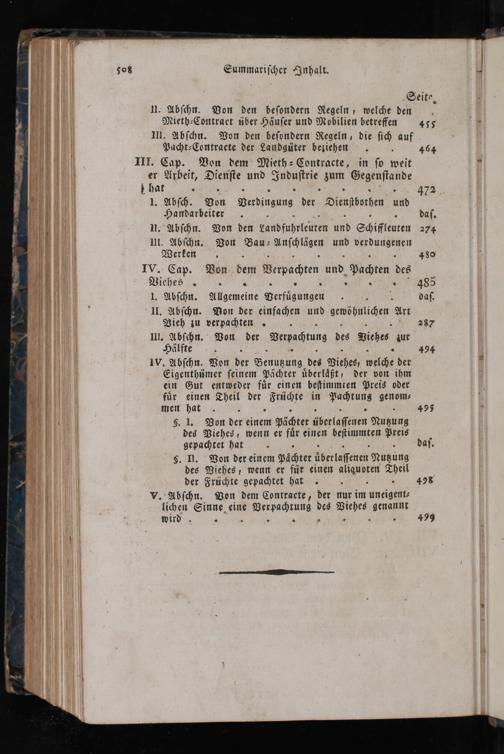 508 Summarischer Inhalt.
Seite.
II. Abschn. Von den besondern Regeln, welche den
Mieth-Contract über Häuser und Mobilien betreffen . . 455
III. Abschn. Von den besondern Regeln, die sich auf
Pacht-Contracte der Landgüter beziehen . . 464
III. Cap. Von dem Mieth-Contracte, in so weit
er Arbeit, Dienste und Industrie zum Gegenstande
hat . . . . . . . . . 472
I. Absch. Von Verdingung der Dienstbothen und
Handarbeiter . . . . . . . das.
II. Abschn. Von den Landfuhrleuten und Schiffleuten 274
III. Abschn. Von Bau-Anschlägen und verdungenen
Werken . . . . . . . . 480
IV. Cap. Von dem Verpachten und Pachten des
Viehes . . . . . . . . 485
I. Abschn. Allgemeine Verfügungen . . . das.
II. Abschn. Von der einfachen und gewöhnlichen Art
Vieh zu verpachten . . . . . . 287
III. Abschn. Von der Verpachtung des Viehes zur
Hälfte . . . . . . . . 494
IV. Abschn. Von der Benutzung des Viehes, welche der
Eigenthümer seinem Pächter überläßt, der von ihm
ein Gut entweder für einen bestimmten Preis oder
für einen Theil der Früchte in Pachtung genom-
men hat . . . . . . . . 495
§. I. Von der einem Pächter überlassenen Nutzung
des Viehes, wenn er für einen bestimmten Preis
gepachtet hat . . . . . das.
§. II. Von der einem Pächter überlassenen Nutzung
des Viehes, wenn er für einen aliquoten Theil
der Früchte gepachtet hat . . . . 498
V. Abschn. Von dem Contracte, der nur im uneigent-
lichen Sinne eine Verpachtung des Viehes genannt
wird . . . . . . . . 499